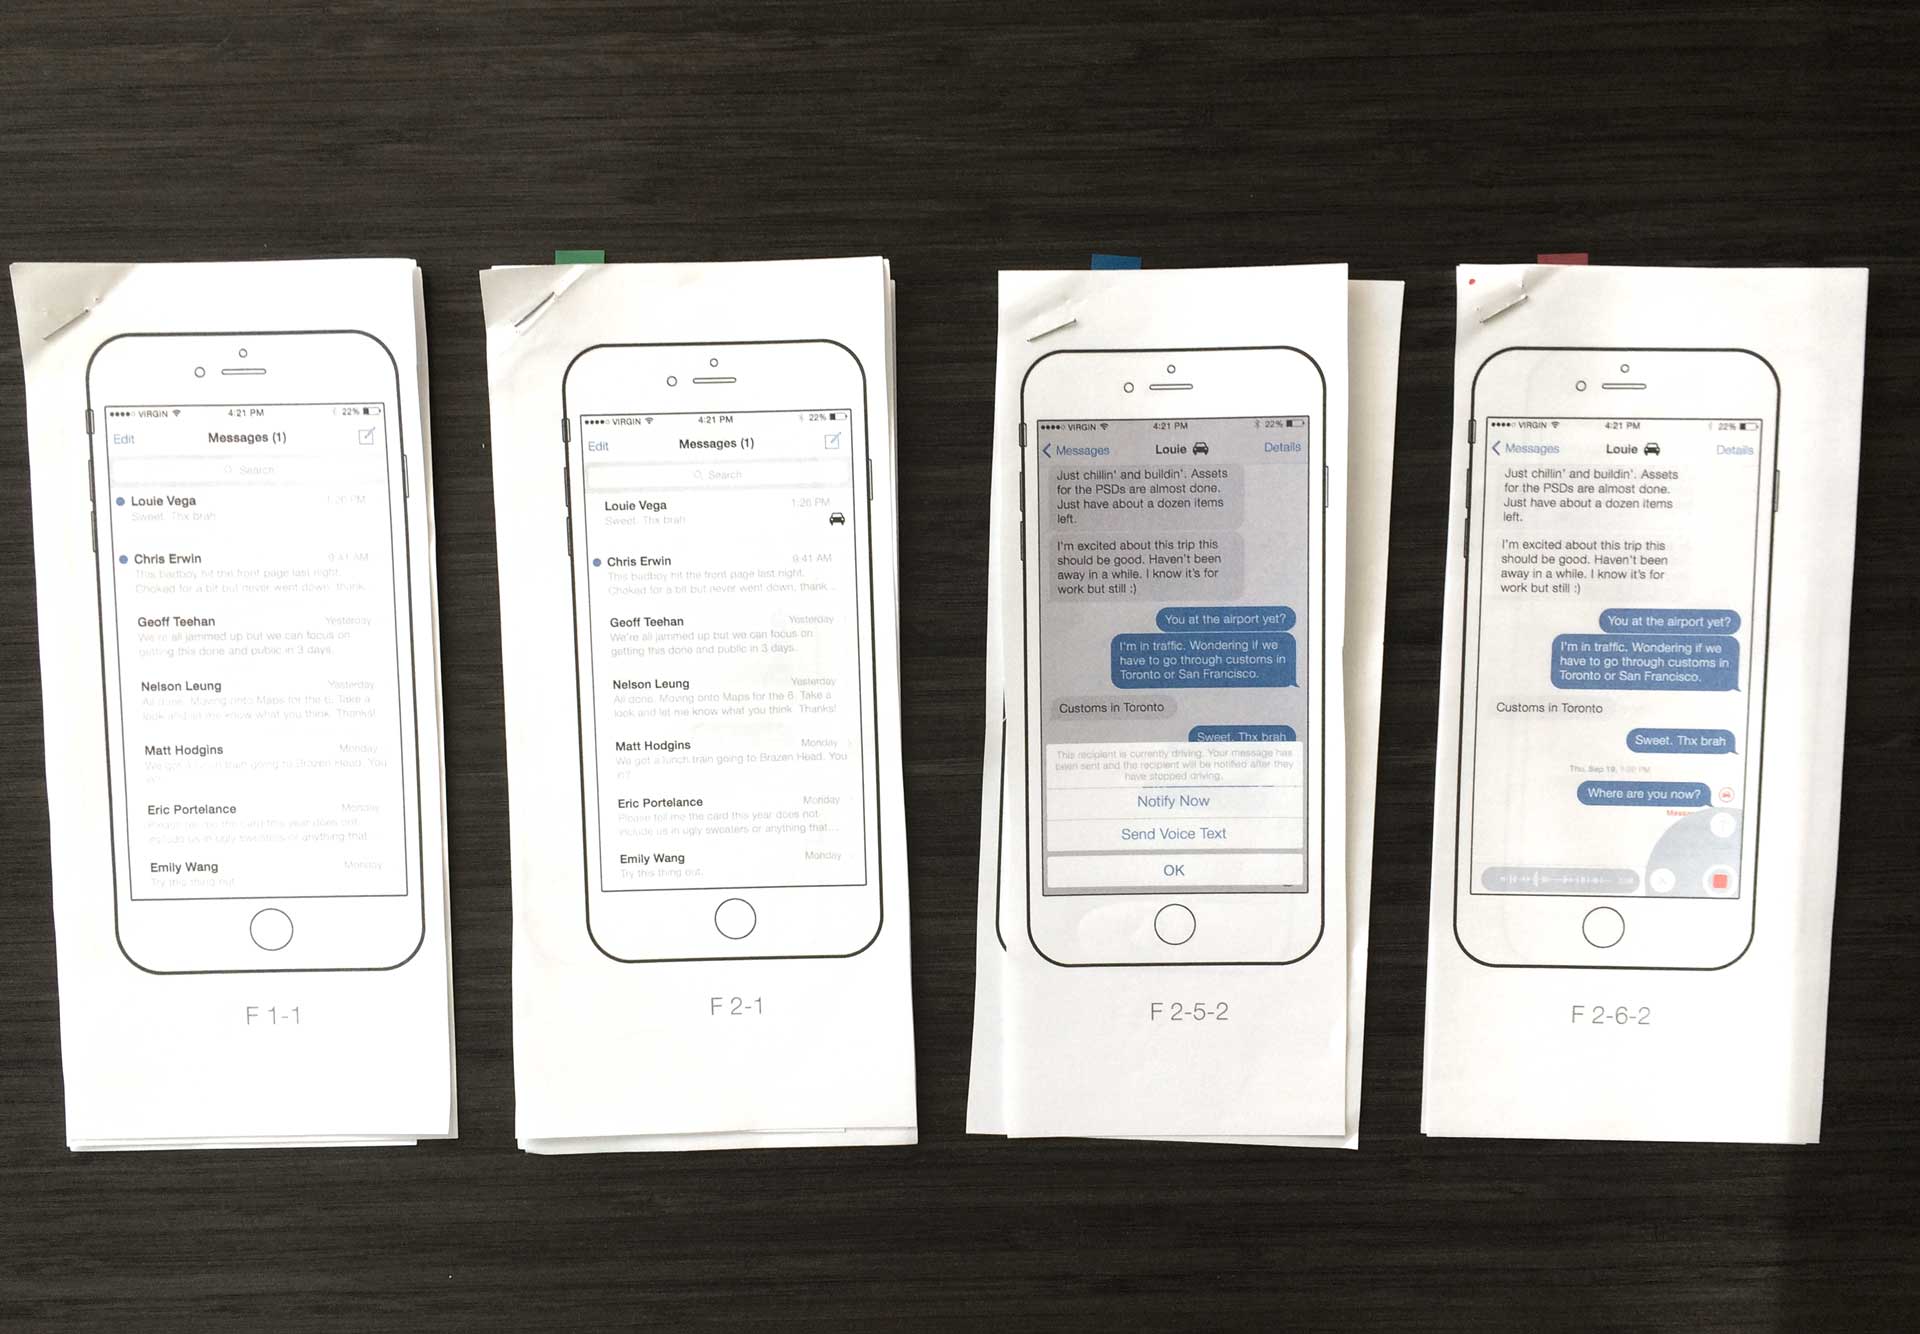 VIRGIN 4:21 PM 22%
Edit Messages (1)
Search
Louie Vega 1:26 PM
Sweet. Thx brah
Chris Erwin 9:41 AM
This badboy hit the front page last night.
Choked for a bit but never went down, thank...
Geoff Teehan Yesterday
We're all jammed up but we can focus on
getting this done and public in 3 days.
Nelson Leung Yesterday
All done. Moving onto Maps for the 6. Take a
look and let me know what you think. Thanks!
Matt Hodgins Monday
We got a lunch train going to Brazen Head. You
in?
Eric Portelance Monday
Please tell me the card this year does not
include us in ugly sweaters or anything that...
Emily Wang Monday
Try this thing out.
F 1-1
VIRGIN 4:21 PM 22%
Edit Messages (1)
Search
Louie Vega 1:26 PM
Sweet. Thx brah
Chris Erwin 9:41 AM
This badboy hit the front page last night.
Choked for a bit but never went down, thank...
Geoff Teehan Yesterday
We're all jammed up but we can focus on
getting this done and public in 3 days.
Nelson Leung Yesterday
All done. Moving onto Maps for the 6. Take a
look and let me know what you think. Thanks!
Matt Hodgins Monday
We got a lunch train going to Brazen Head. You
in?
Eric Portelance Monday
Please tell me the card this year does not
include us in ugly sweaters or anything that...
Emily Wang Monday
Try this thing out.
F 2-1
VIRGIN 4:21 PM 22%
Messages Louie Details
Just chillin' and buildin'. Assets
for the PSDs are almost done.
Just have about a dozen items
left.
I'm excited about this trip this
should be good. Haven't been
away in a while. I know it's for
work but still :)
You at the airport yet?
I'm in traffic. Wondering if we
have to go through customs in
Toronto or San Francisco.
Customs in Toronto
Sweet. Thx brah
This recipient is currently driving. Your message has
been sent and the recipient will be notified after they
have stopped driving.
Notify Now
Send Voice Text
OK
F 2-5-2
VIRGIN 4:21 PM 22%
Messages Louie Details
Just chillin' and buildin'. Assets
for the PSDs are almost done.
Just have about a dozen items
left.
I'm excited about this trip this
should be good. Haven't been
away in a while. I know it's for
work but still :)
You at the airport yet?
I'm in traffic. Wondering if we
have to go through customs in
Toronto or San Francisco.
Customs in Toronto
Sweet. Thx brah
Thu, Sep 19, PM
Where are you now?
F 2-6-2